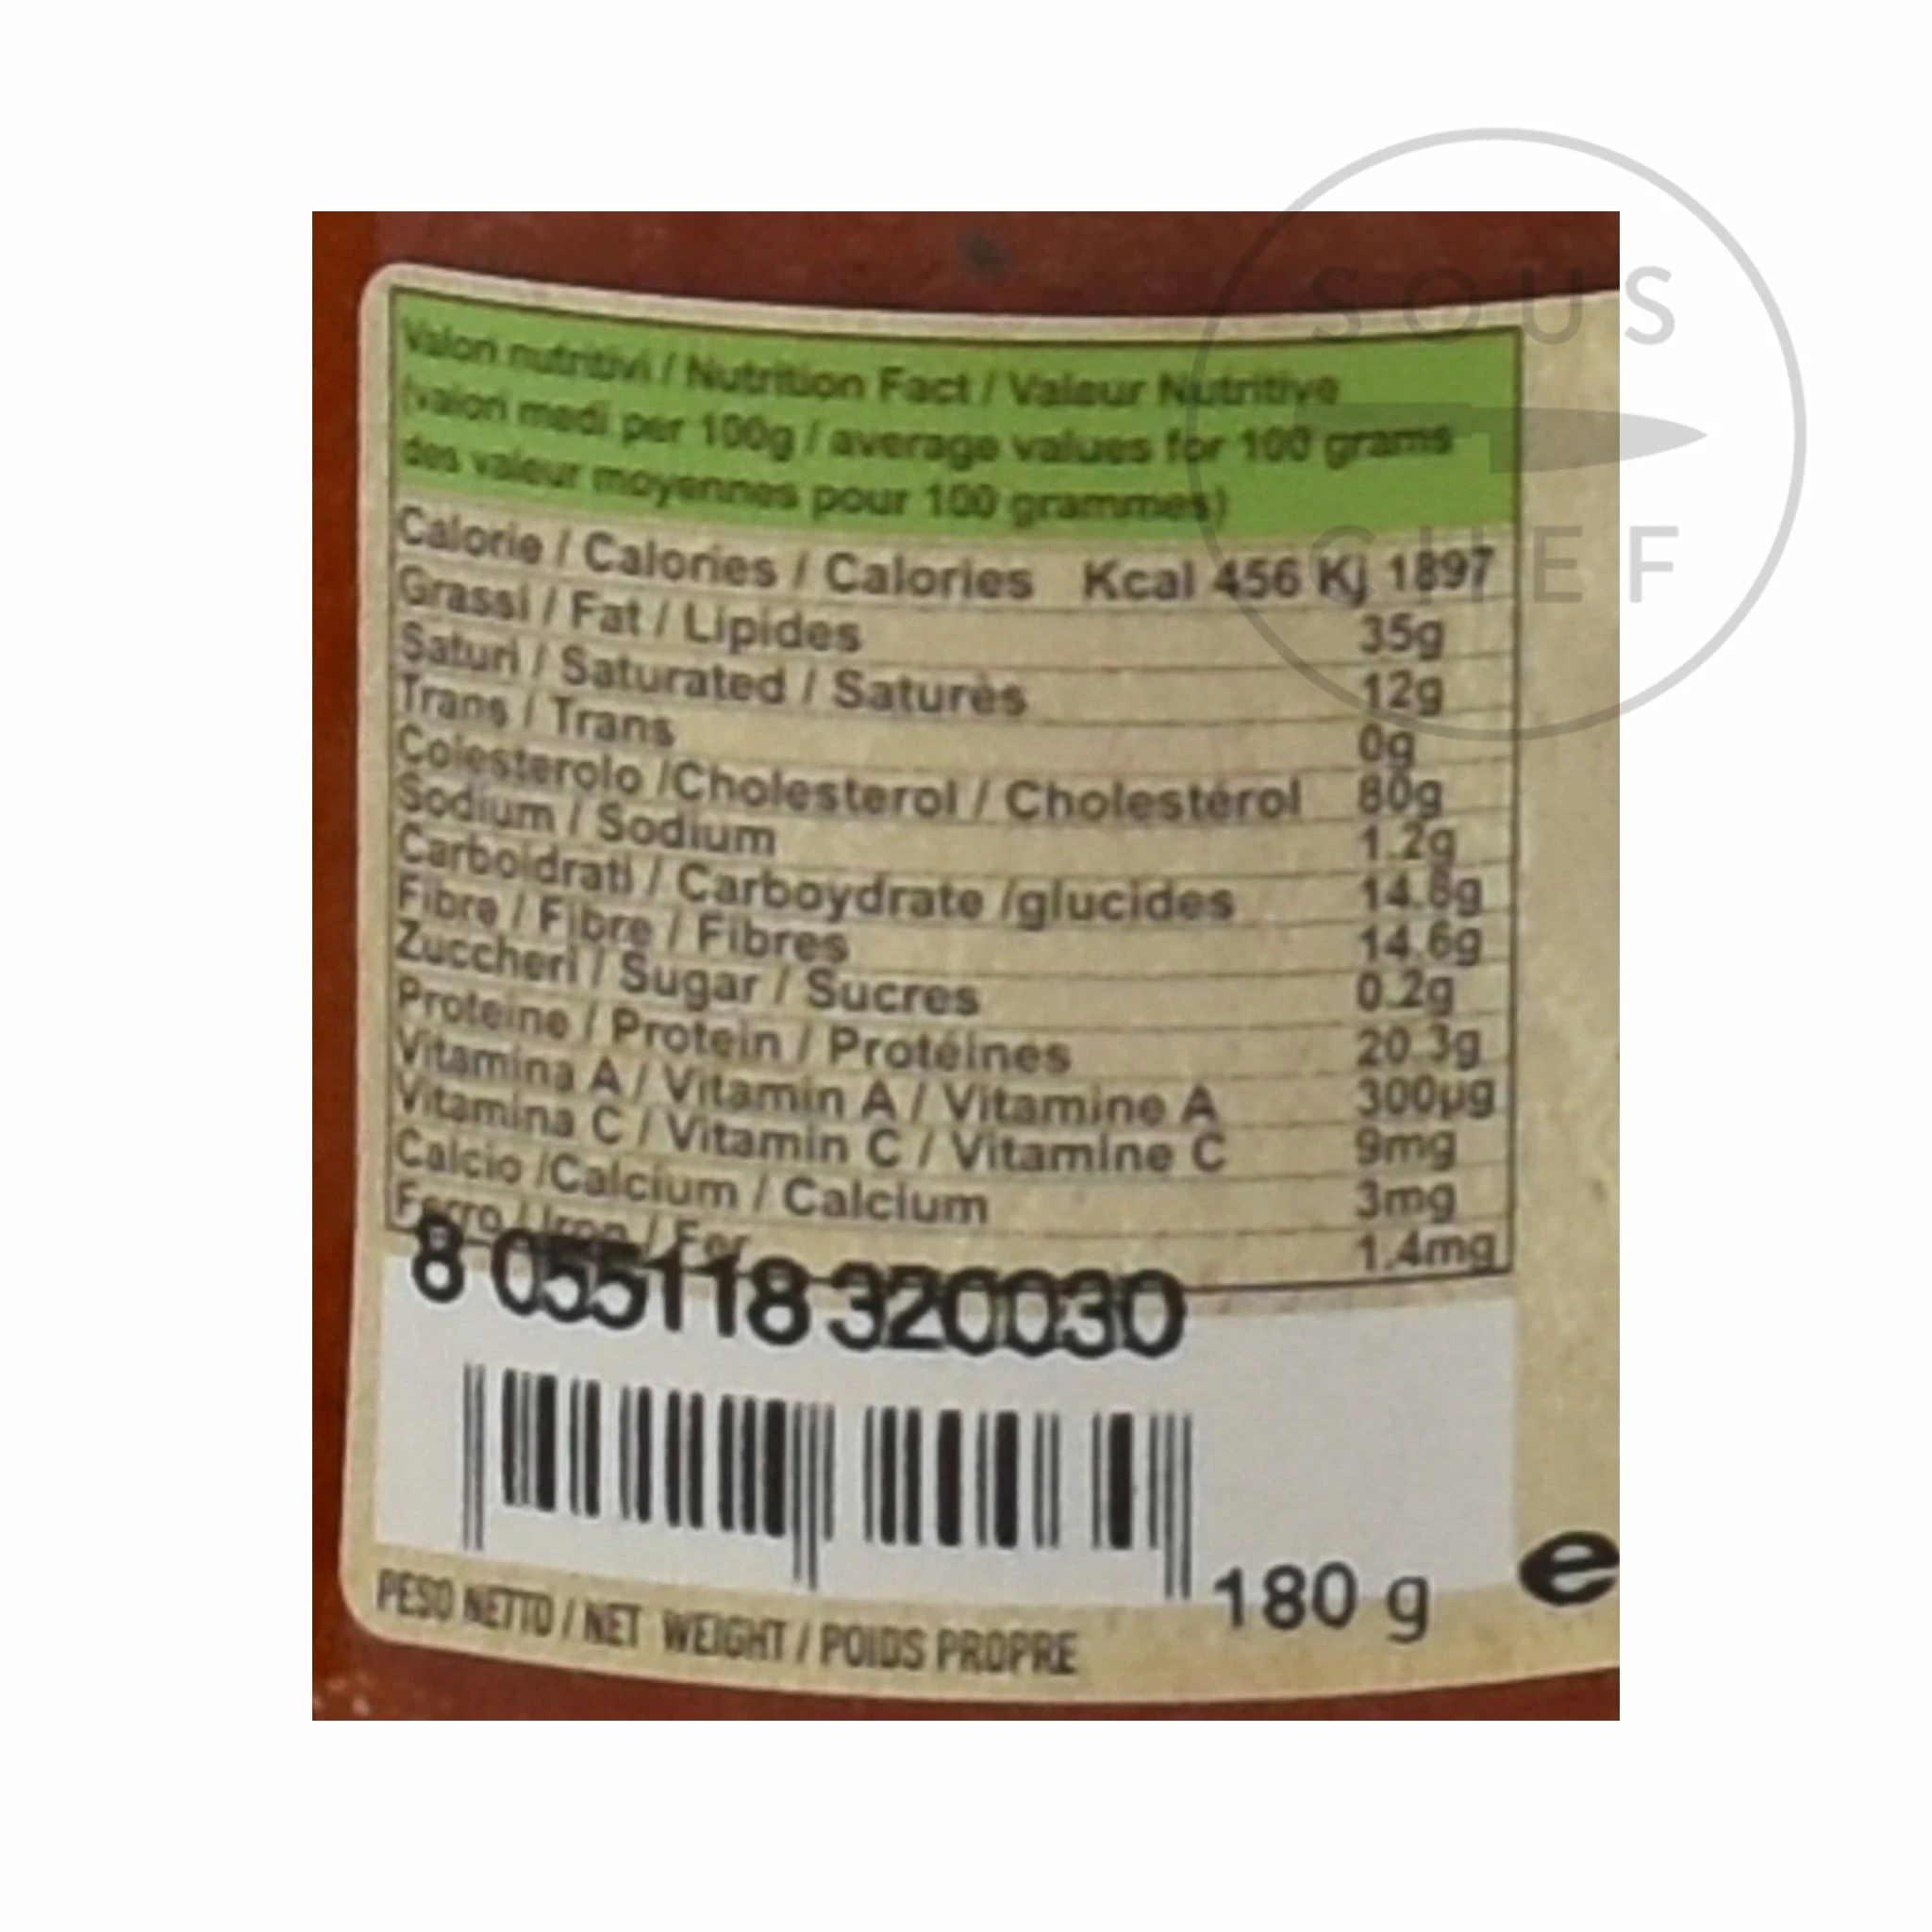 SOUS
CHEF
Valori nutritivi / Nutrition Fact / Valeur Nutritive
(valori medi per 100g / average values for 100 grams
des valeur moyennes pour 100 grammes)
Calorie / Calories / Calories Kcal 456 Kj 1897
Grassi / Fat / Lipides 35g
Saturi / Saturated / Saturès 12g
Trans / Trans 0g
Colesterolo /Cholesterol / Cholestérol 80g
Sodium / Sodium 1.2g
Carboidrati / Carboydrate /glucides 14.8g
Fibre / Fibre / Fibres 14.6g
Zuccheri / Sugar / Sucres 0.2g
Proteine / Protein / Protéines 20.3g
Vitamina A / Vitamin A / Vitamine A 300µg
Vitamina C / Vitamin C / Vitamine C 9mg
Calcio /Calcium / Calcium 3mg
Ferro / Iron / Fer 1.4mg
8 055118 320030
180 g e
PESO NETTO / NET WEIGHT / POIDS PROPRE